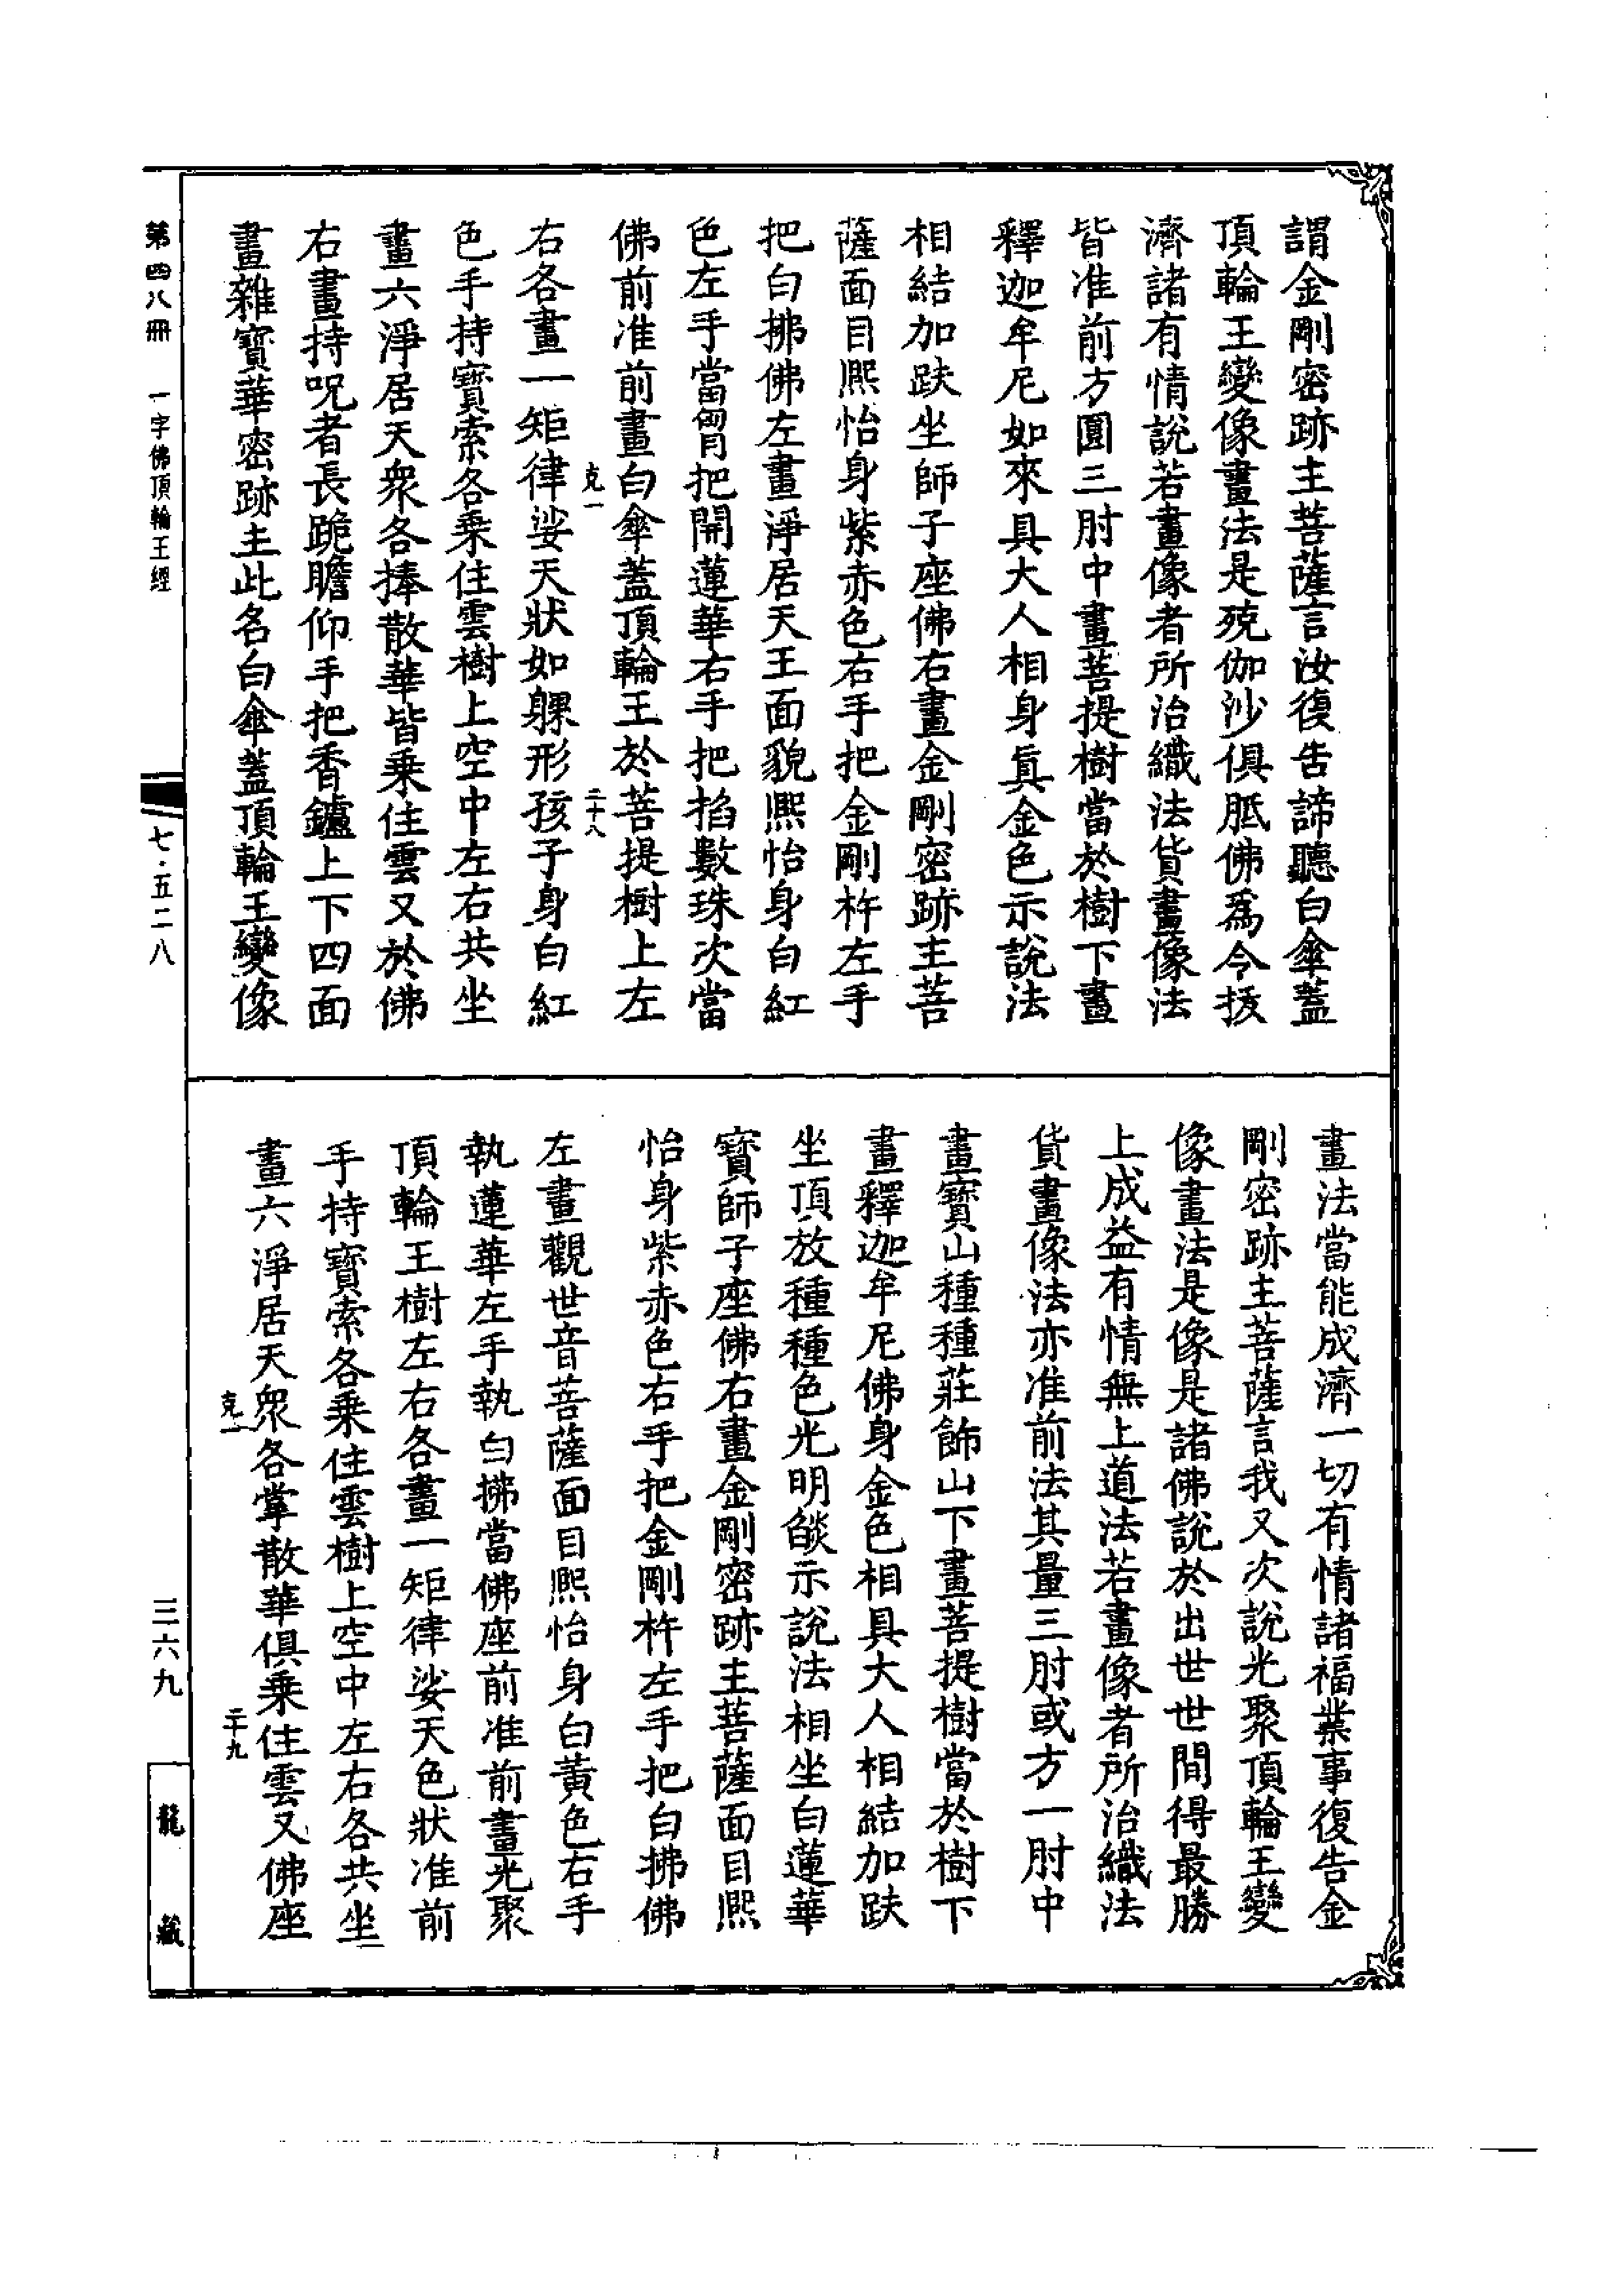 謂金剛密跡主菩薩言汝復告諦聽白傘蓋
頂輪王變像畫法是殑伽沙俱胝佛爲今拔
濟諸有情說若畫像者所治織法貨畫像法
皆准前方圓三肘中畫菩提樹當於樹下畫
釋迦牟尼如來具大人相身真金色示說法
相結加趺坐師子座佛右畫金剛密跡主菩
薩面目熙怡身紫赤色右手把金剛杵左手
把白拂佛左畫淨居天王面貌熙怡身白紅
色左手當胷把開蓮華右手把掐數珠次當
佛前准前畫白傘蓋頂輪王於菩提樹上左
克一 二十八
右各畫一矩律娑天狀如躶形孩子身白紅
色手持寶索各乘住雲樹上空中左右共坐
畫六淨居天衆各捧散華皆乘住雲又於佛
右畫持呪者長跪瞻仰手把香鑪上下四面
畫雜寶華密跡主此名白傘蓋頂輪王變像
畫法當能成濟一切有情諸福業事復告金
剛密跡主菩薩言我又次說光聚頂輪王變
像畫法是像是諸佛說於出世世間得最勝
上成益有情無上道法若畫像者所治織法
貨畫像法亦准前法其量三肘或方一肘中
畫寶山種種莊飾山下畫菩提樹當於樹下
畫釋迦牟尼佛身金色相具大人相結加趺
坐頂放種種色光明燄示說法相坐白蓮華
寶師子座佛右畫金剛密跡主菩薩面目熙
怡身紫赤色右手把金剛杵左手把白拂佛
左畫觀世音菩薩面目熙怡身白黃色右手
執蓮華左手執白拂當佛座前准前畫光聚
頂輪王樹左右各畫一矩律娑天色狀准前
手持寶索各乘住雲樹上空中左右各共坐
畫六淨居天衆各掌散華俱乘住雲又佛座
克一 二十九
第四八冊 一字佛頂輪王經
七·五二八
三六九
龍藏